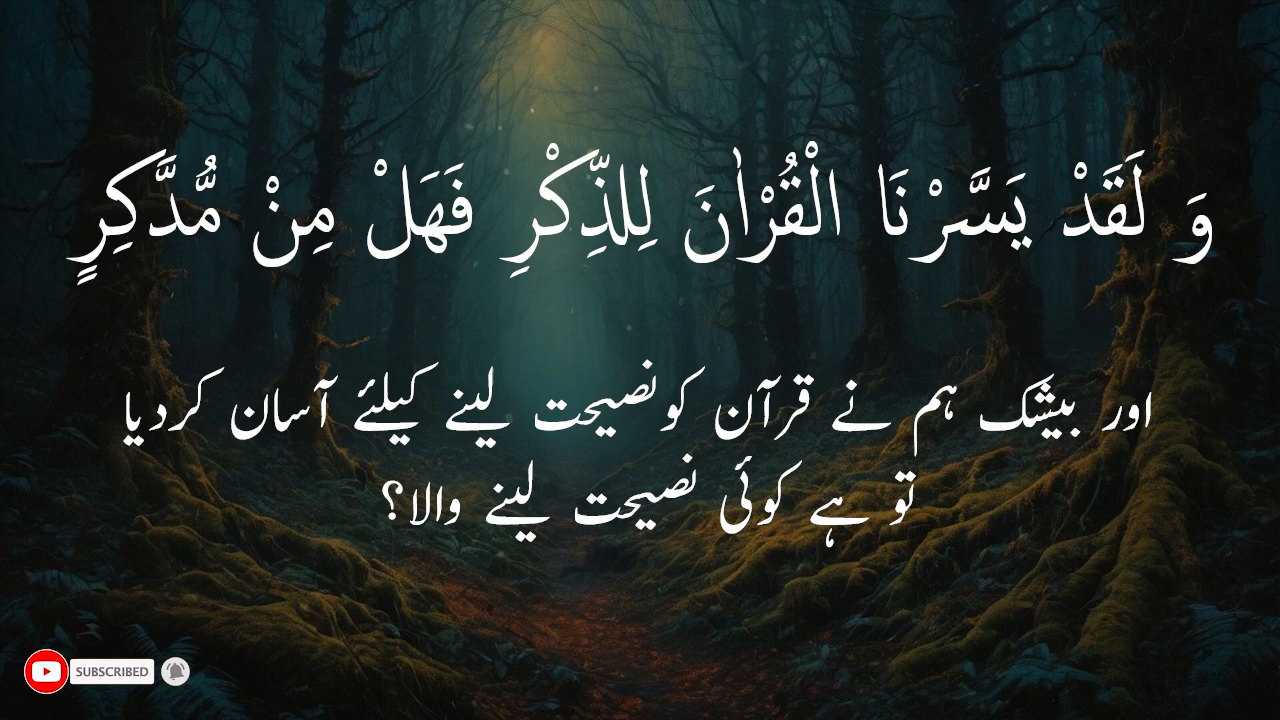 وَ لَقَدْ یَسَّرْنَا الْقُرْاٰنَ لِلذِّكْرِ فَهَلْ مِنْ مُّدَّكِرٍ
اور بیشک ہم نے قرآن کو نصیحت لینے کیلئے آسان کردیا
تو ہے کوئی نصیحت لینے والا؟
SUBSCRIBED